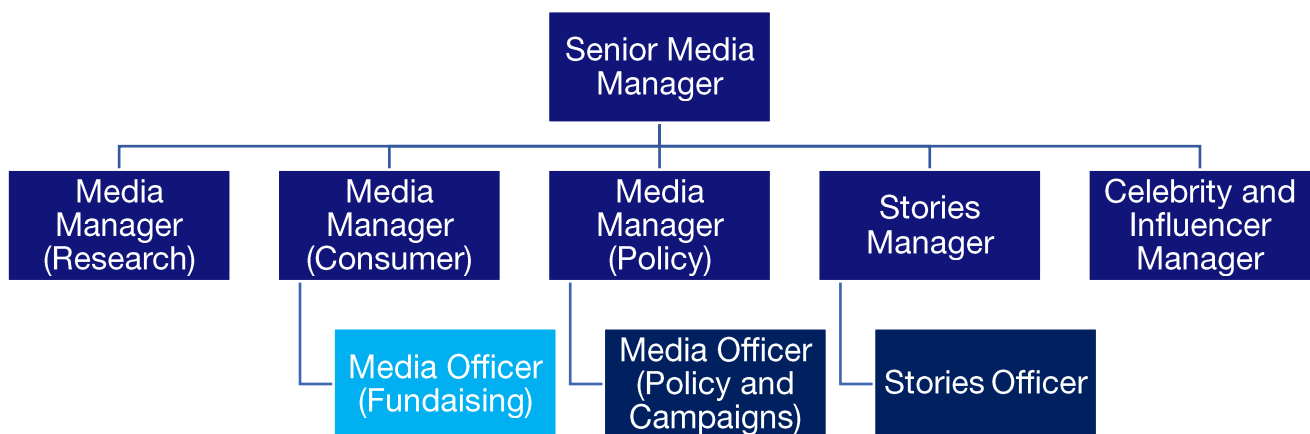 Senior Media
Manager
Media
Manager
(Research)
Media
Manager
(Consumer)
Media
Manager
(Policy)
Stories
Manager
Celebrity and
Influencer
Manager
Media Officer
(Fundaising)
Media Officer
(Policy and
Campaigns)
Stories Officer